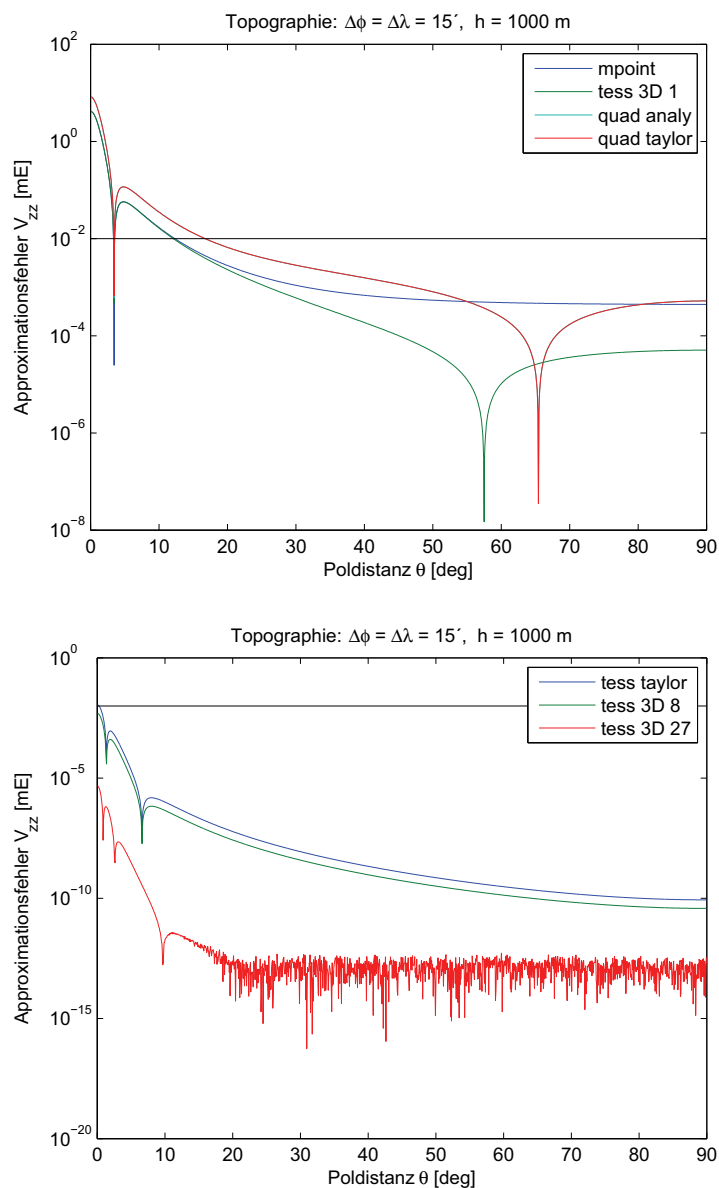 Topographie: Δϕ = Δλ = 15´,  h = 1000 m
mpoint
tess 3D 1
quad analy
quad taylor
Approximationsfehler V_zz [mE]
10^2
10^0
10^−2
10^−4
10^−6
10^−8
0 10 20 30 40 50 60 70 80 90
Poldistanz θ [deg]
Topographie: Δϕ = Δλ = 15´,  h = 1000 m
tess taylor
tess 3D 8
tess 3D 27
Approximationsfehler V_zz [mE]
10^0
10^−5
10^−10
10^−15
10^−20
0 10 20 30 40 50 60 70 80 90
Poldistanz θ [deg]